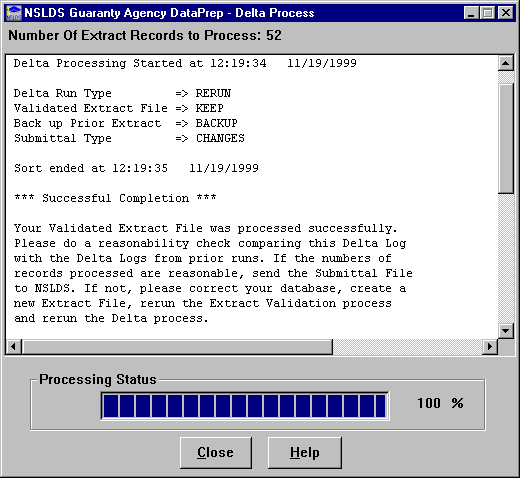 NSLDS Guaranty Agency DataPrep - Delta Process
Number Of Extract Records to Process: 52
Delta Processing Started at 12:19:34   11/19/1999
Delta Run Type         => RERUN
Validated Extract File => KEEP
Back up Prior Extract  => BACKUP
Submittal Type         => CHANGES
Sort ended at 12:19:35   11/19/1999
*** Successful Completion ***
Your Validated Extract File was processed successfully.
Please do a reasonability check comparing this Delta Log
with the Delta Logs from prior runs. If the numbers of
records processed are reasonable, send the Submittal File
to NSLDS. If not, please correct your database, create a
new Extract File, rerun the Extract Validation process
and rerun the Delta process.
Processing Status
100 %
Close Help